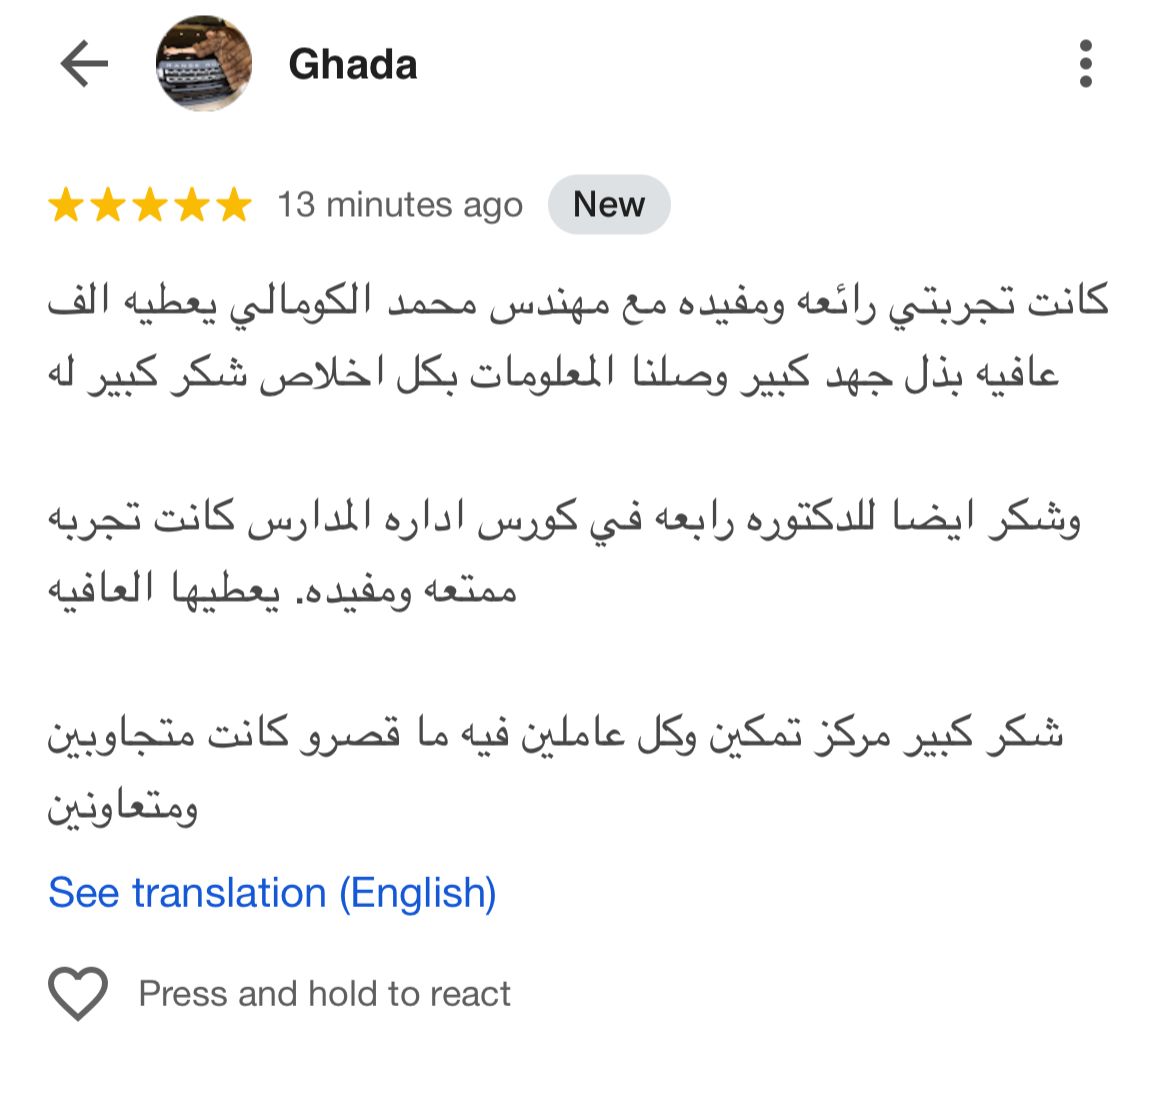 Ghada
13 minutes ago New
كانت تجربتي رائعه ومفيده مع مهندس محمد الكومالي يعطيه الف
عافيه بذل جهد كبير وصلنا المعلومات بكل اخلاص شكر كبير له
وشكر ايضا للدكتوره رابعه في كورس اداره المدارس كانت تجربه
ممتعه ومفيده. يعطيها العافيه
شكر كبير مركز تمكين وكل عاملين فيه ما قصرو كانت متجاوبين
ومتعاونين
See translation (English)
Press and hold to react